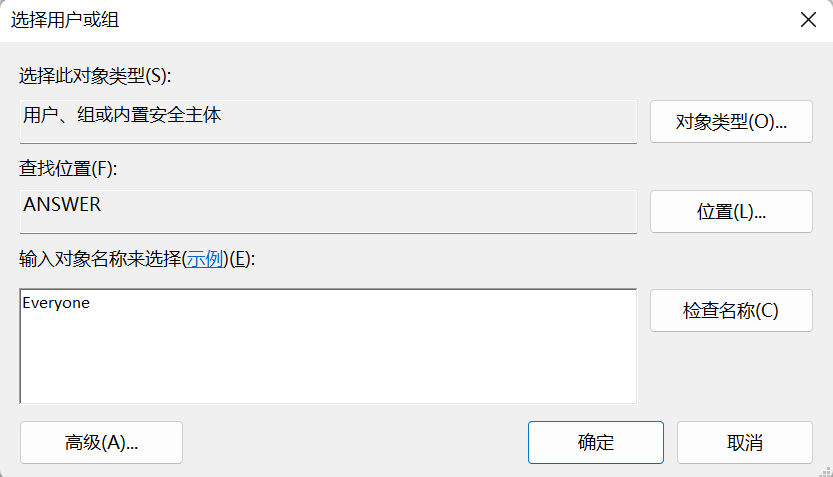 选择用户或组
选择此对象类型(S):
用户、组或内置安全主体
对象类型(O)...
查找位置(F):
ANSWER
位置(L)...
输入对象名称来选择(示例)(E):
Everyone
检查名称(C)
高级(A)...
确定
取消